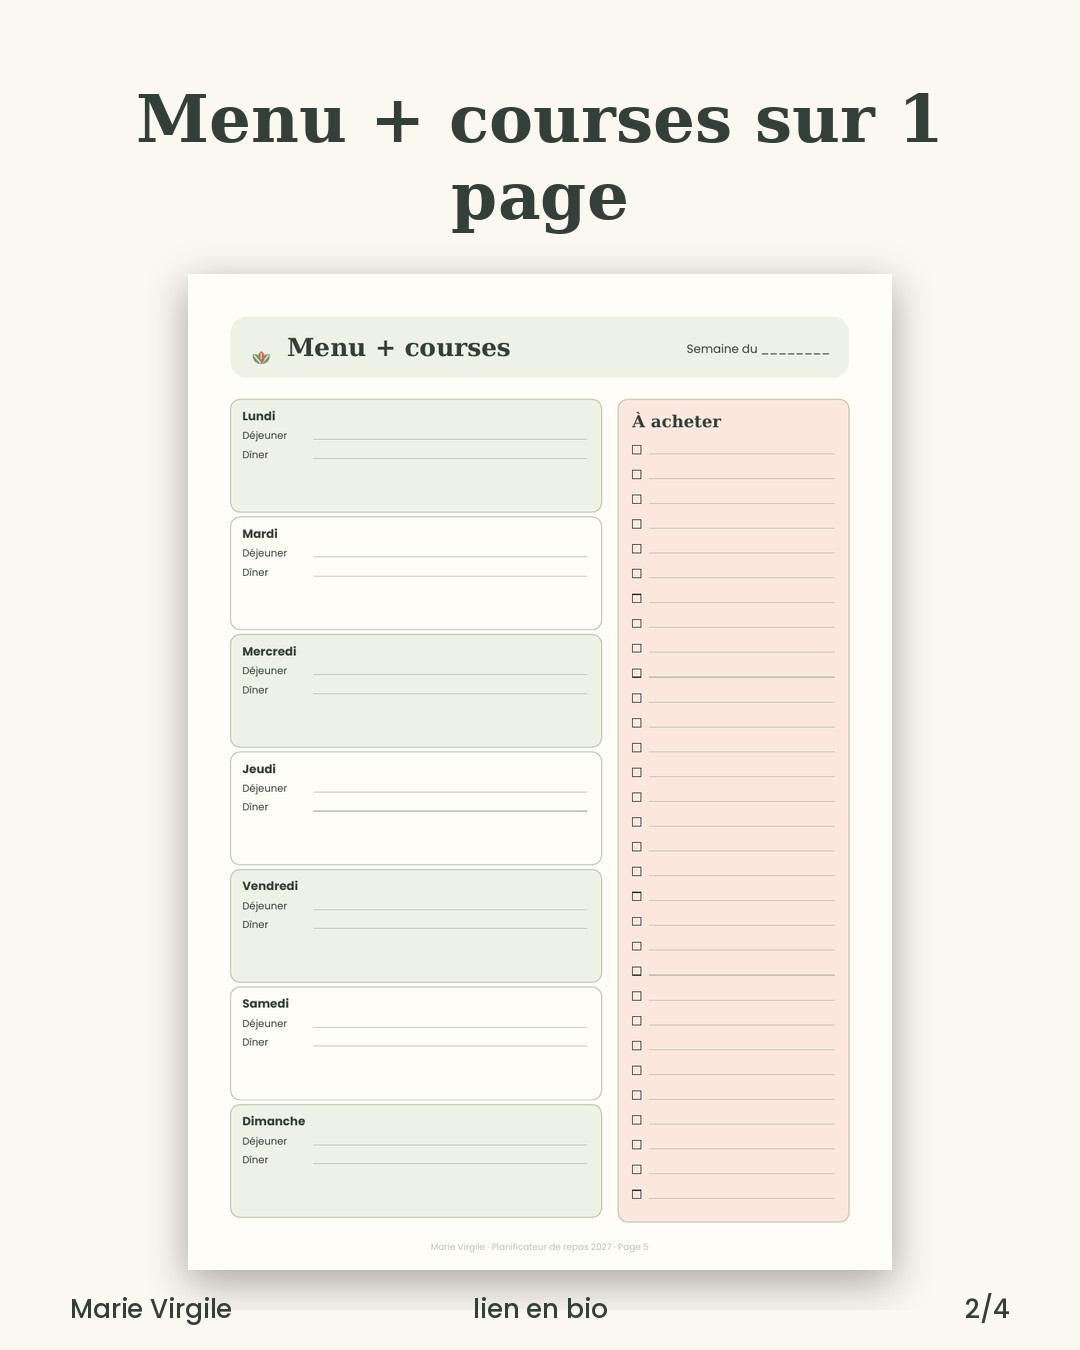 Menu + courses sur 1
page
Menu + courses
Semaine du ________
Lundi
Déjeuner
Dîner
Mardi
Déjeuner
Dîner
Mercredi
Déjeuner
Dîner
Jeudi
Déjeuner
Dîner
Vendredi
Déjeuner
Dîner
Samedi
Déjeuner
Dîner
Dimanche
Déjeuner
Dîner
À acheter
Marie Virgile · Planificateur de repas 2027 · Page 5
Marie Virgile
lien en bio
2/4